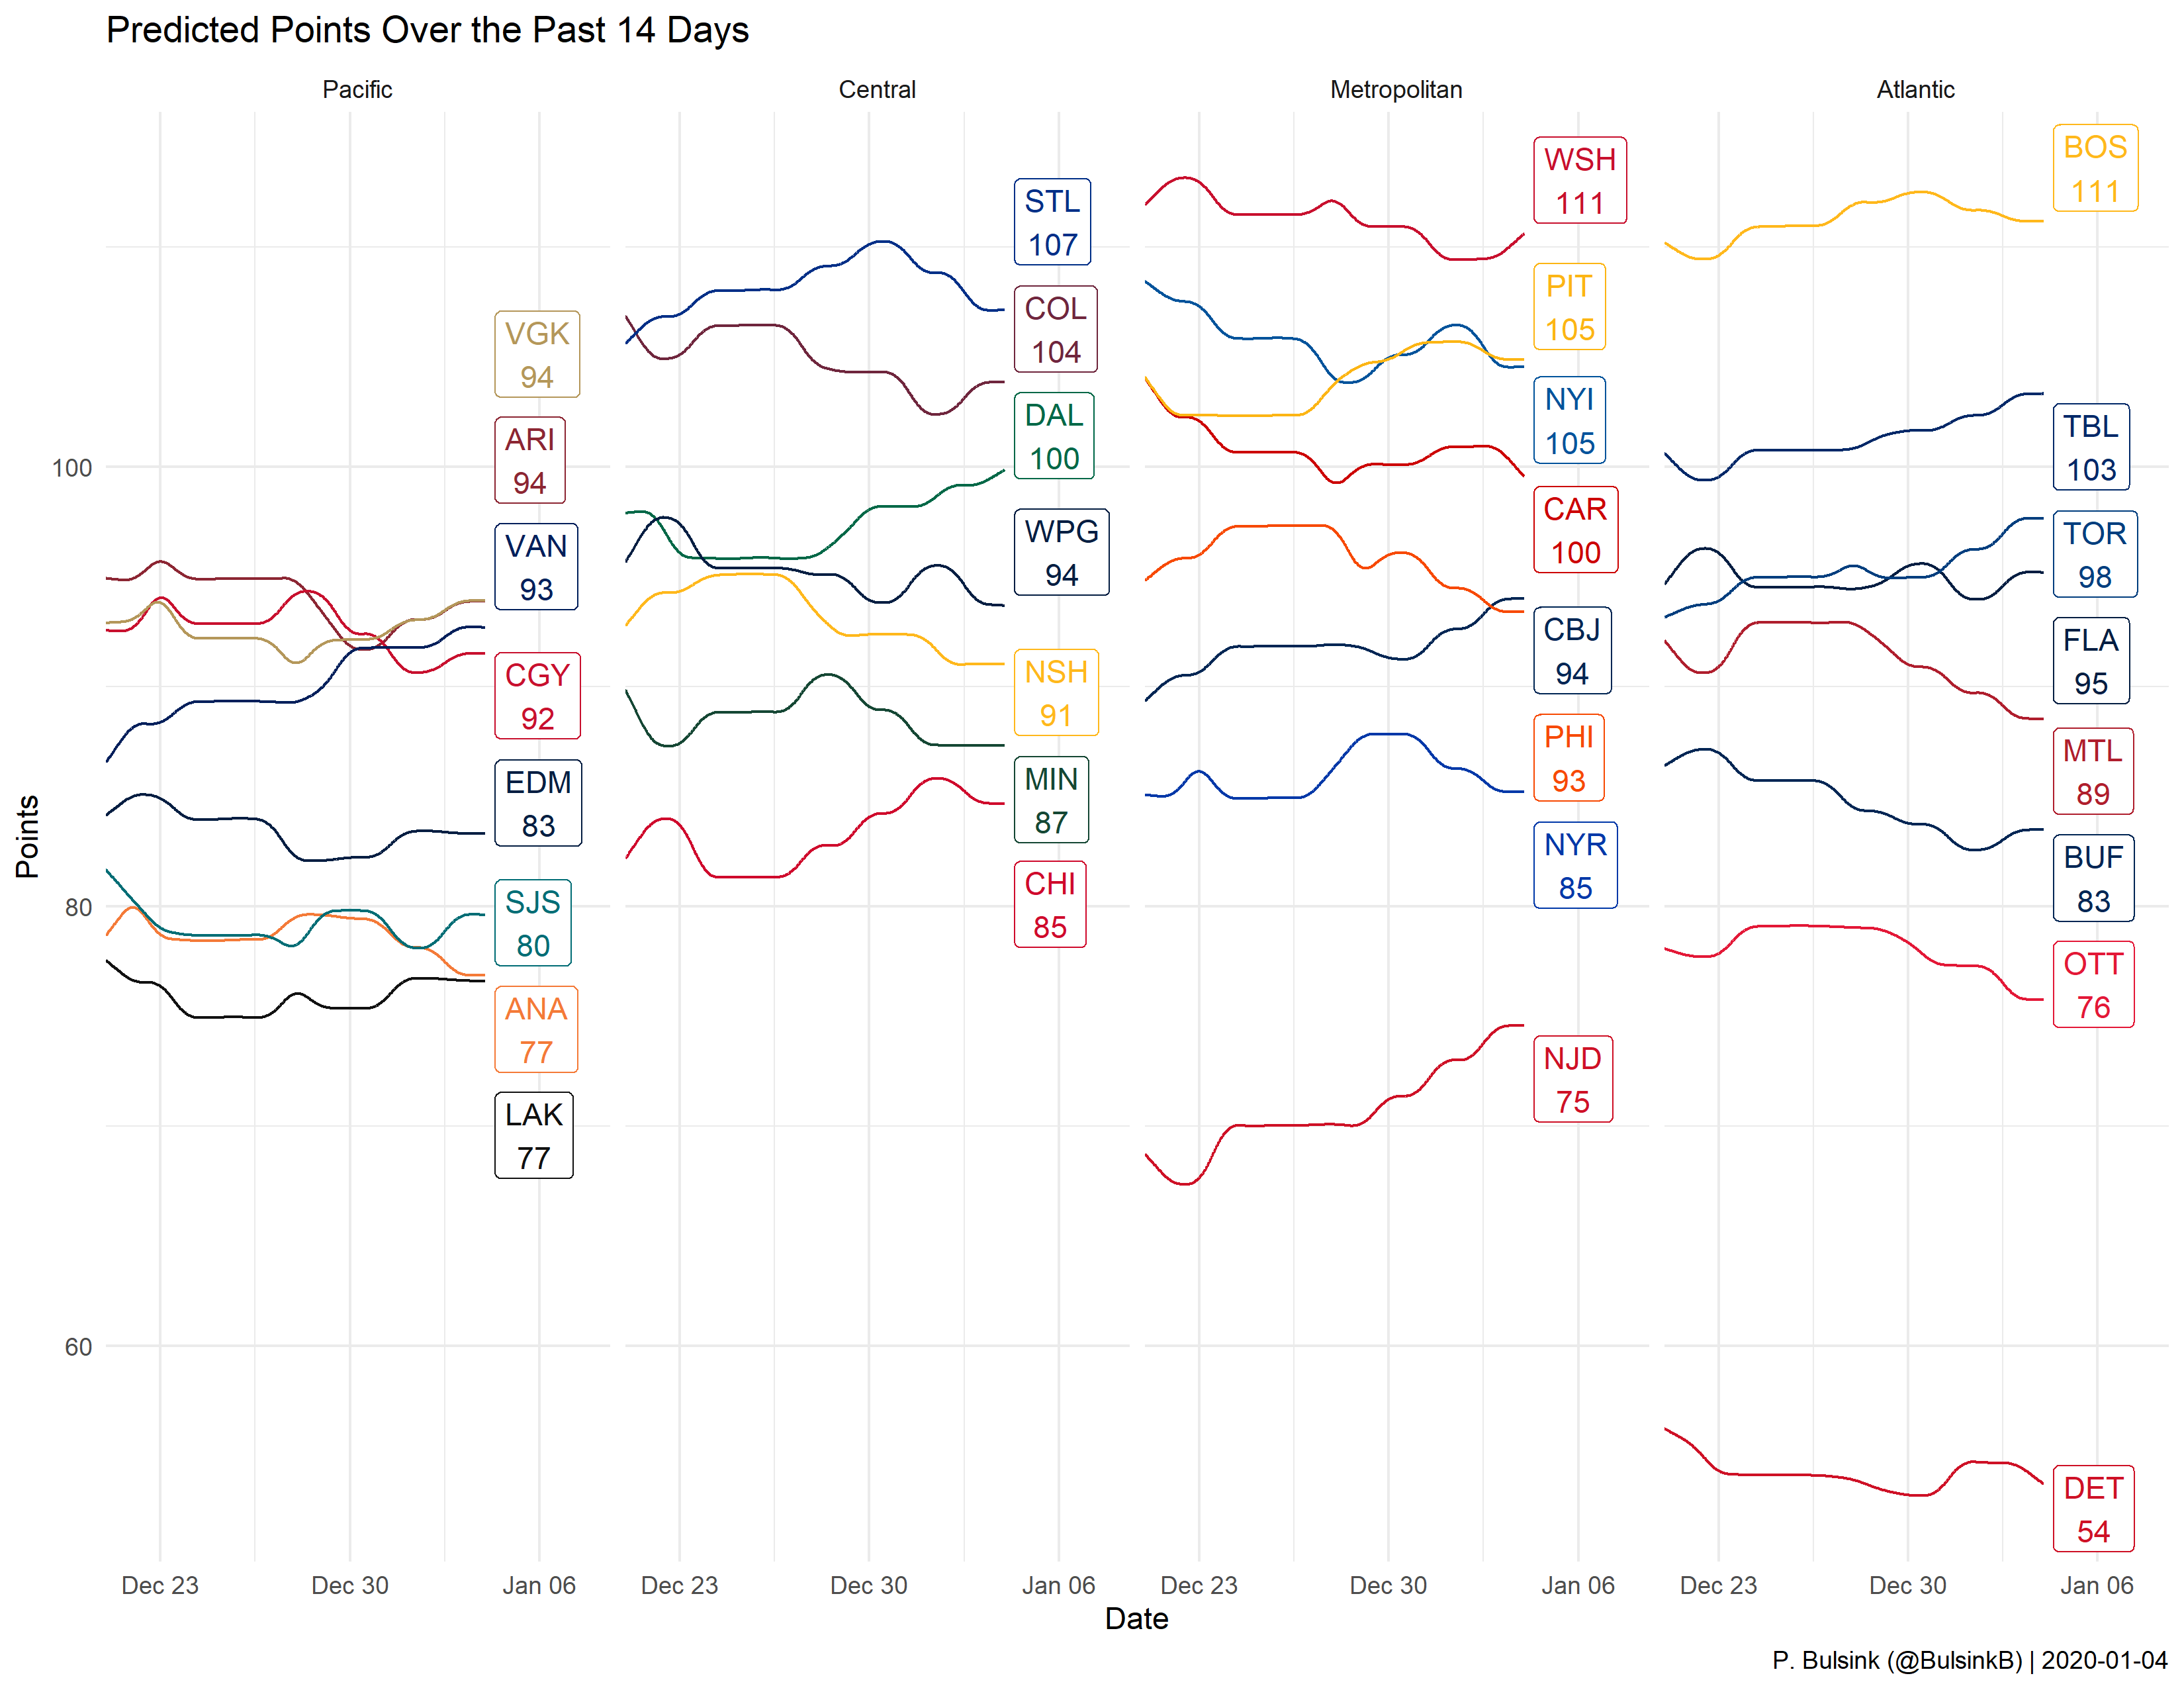 Predicted Points Over the Past 14 Days
Pacific
Central
Metropolitan
Atlantic
Points
100
80
60
VGK
94
ARI
94
VAN
93
CGY
92
EDM
83
SJS
80
ANA
77
LAK
77
STL
107
COL
104
DAL
100
WPG
94
NSH
91
MIN
87
CHI
85
WSH
111
PIT
105
NYI
105
CAR
100
CBJ
94
PHI
93
NYR
85
NJD
75
BOS
111
TBL
103
TOR
98
FLA
95
MTL
89
BUF
83
OTT
76
DET
54
Dec 23 Dec 30 Jan 06
Dec 23 Dec 30 Jan 06
Dec 23 Dec 30 Jan 06
Dec 23 Dec 30 Jan 06
Date
P. Bulsink (@BulsinkB) | 2020-01-04